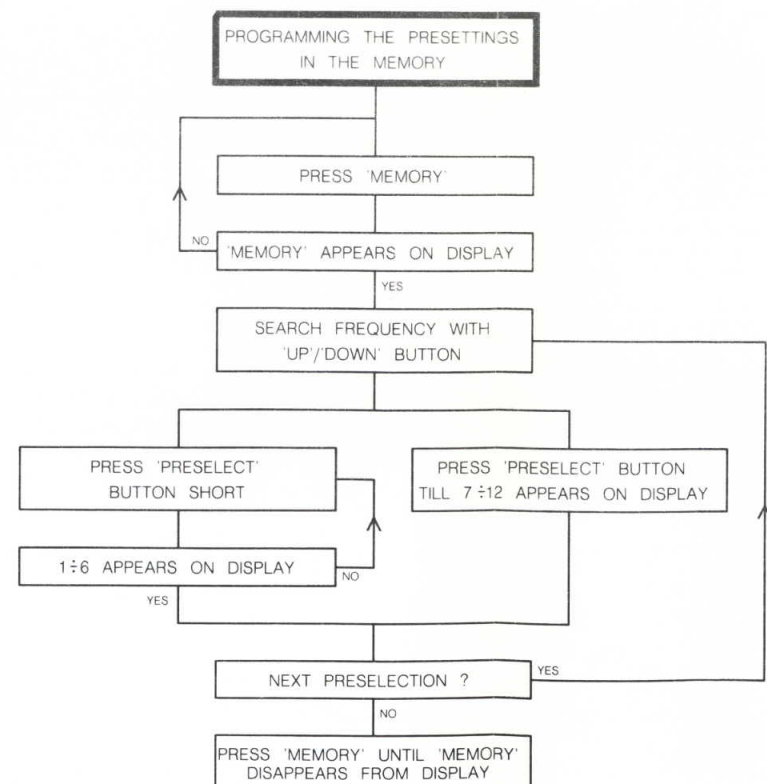 PROGRAMMING THE PRESETTINGS
IN THE MEMORY
PRESS 'MEMORY'
NO
'MEMORY' APPEARS ON DISPLAY
YES
SEARCH FREQUENCY WITH
'UP'/'DOWN' BUTTON
PRESS 'PRESELECT'
BUTTON SHORT
1÷6 APPEARS ON DISPLAY
NO
YES
PRESS 'PRESELECT' BUTTON
TILL 7÷12 APPEARS ON DISPLAY
NEXT PRESELECTION ?
YES
NO
PRESS 'MEMORY' UNTIL 'MEMORY'
DISAPPEARS FROM DISPLAY